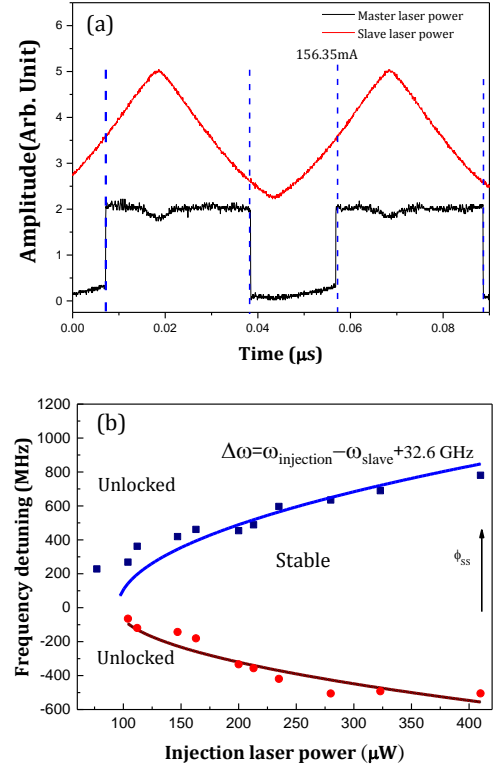 (a)
Master laser power
Slave laser power
156.35mA
6
5
4
3
2
1
0
Amplitude(Arb. Unit)
0.00 0.02 0.04 0.06 0.08
Time (μs)
(b)
Δω=ω_injection−ω_slave+32.6 GHz
1200
1000
800
600
400
200
0
-200
-400
-600
Frequency detuning (MHz)
Unlocked
Stable
ϕ_ss
Unlocked
100 150 200 250 300 350 400
Injection laser power (μW)